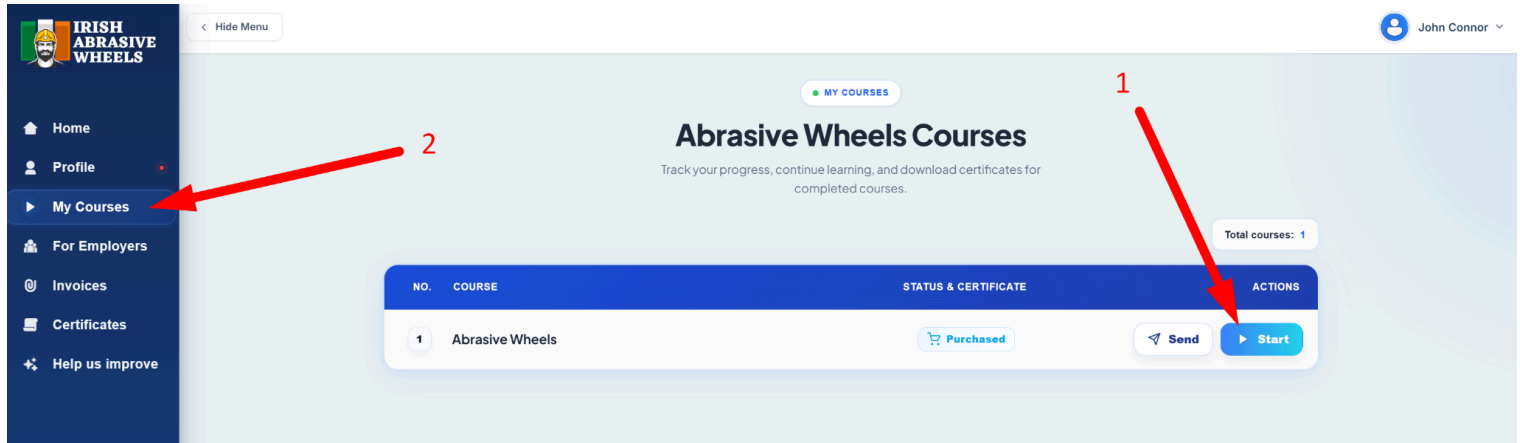 IRISH
ABRASIVE
WHEELS
Hide Menu
John Connor
MY COURSES
1
Abrasive Wheels Courses
2
Home
Profile
Track your progress, continue learning, and download certificates for
completed courses.
My Courses
For Employers
Total courses: 1
Invoices
NO. COURSE STATUS & CERTIFICATE ACTIONS
Certificates
1 Abrasive Wheels Purchased Send Start
Help us improve